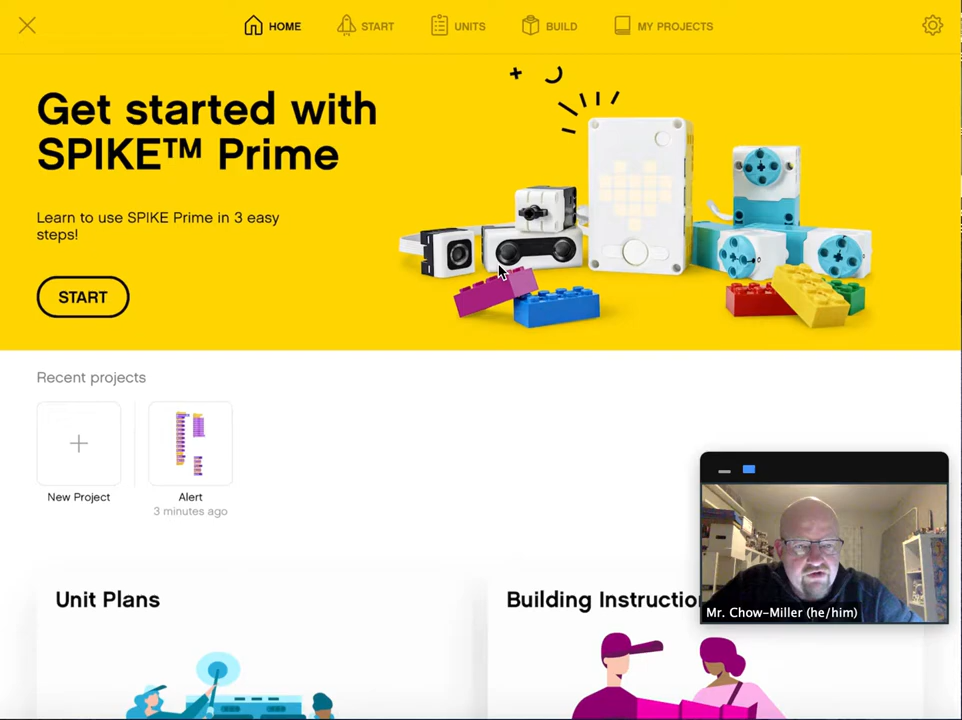 HOME
START
UNITS
BUILD
MY PROJECTS
Get started with
SPIKE™ Prime
Learn to use SPIKE Prime in 3 easy
steps!
START
Recent projects
New Project
Alert
3 minutes ago
Unit Plans
Building Instructio
Mr. Chow-Miller (he/him)